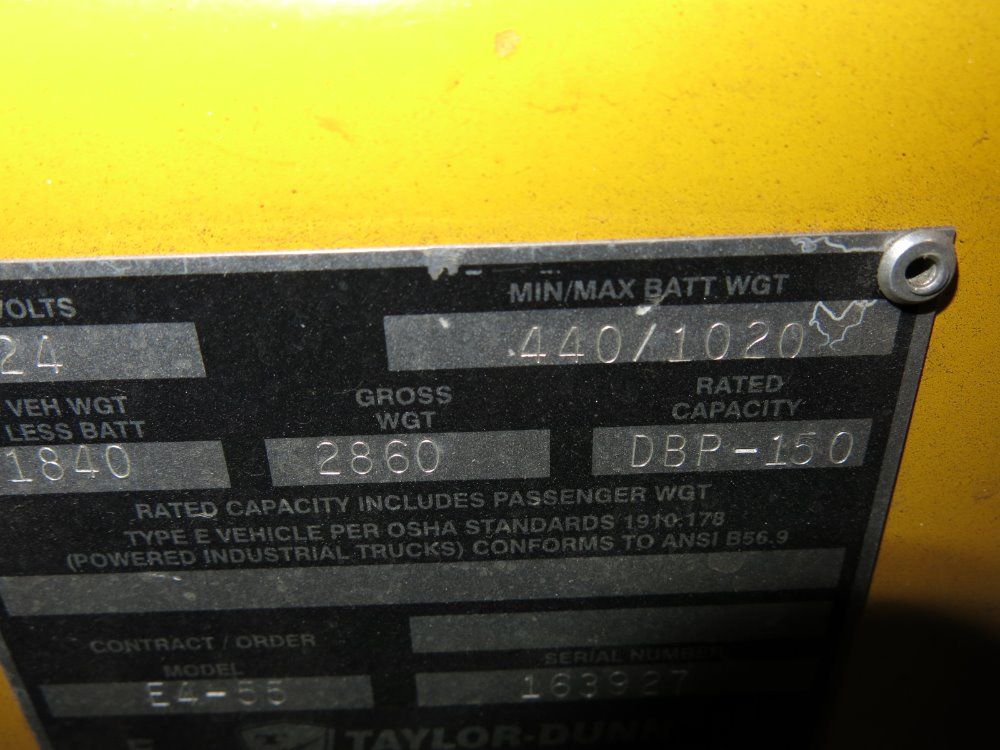 VOLTS
MIN/MAX BATT WGT
24
440/1020
VEH WGT
LESS BATT
GROSS
WGT
RATED
CAPACITY
1840
2860
DBP-150
RATED CAPACITY INCLUDES PASSENGER WGT
TYPE E VEHICLE PER OSHA STANDARDS 1910.178
(POWERED INDUSTRIAL TRUCKS) CONFORMS TO ANSI B56.9
CONTRACT / ORDER
MODEL
SERIAL NUMBER
E4-55
163927
TAYLOR-DUNN